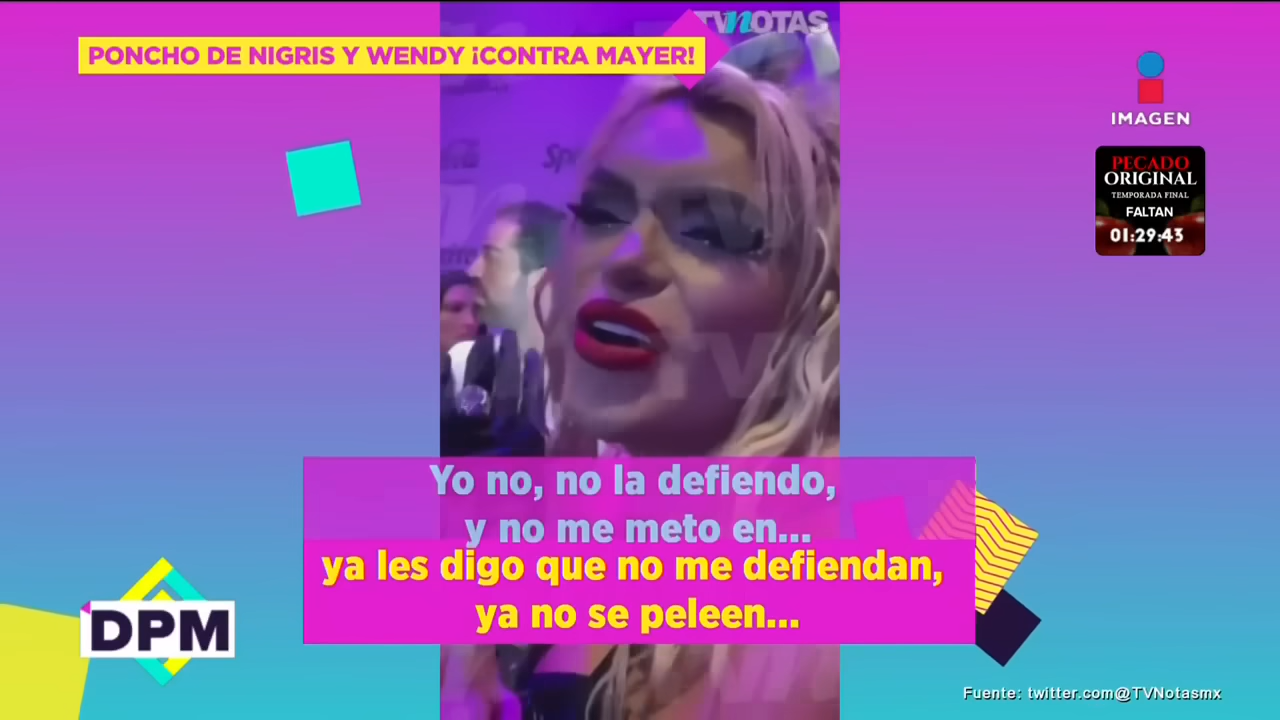 TVnOTAS
PONCHO DE NIGRIS Y WENDY ¡CONTRA MAYER!
IMAGEN
PECADO
ORIGINAL
TEMPORADA FINAL
FALTAN
01:29:43
Yo no, no la defiendo,
y no me meto en...
ya les digo que no me defiendan,
ya no se peleen...
DPM
Fuente: twitter.com@TVNotasmx